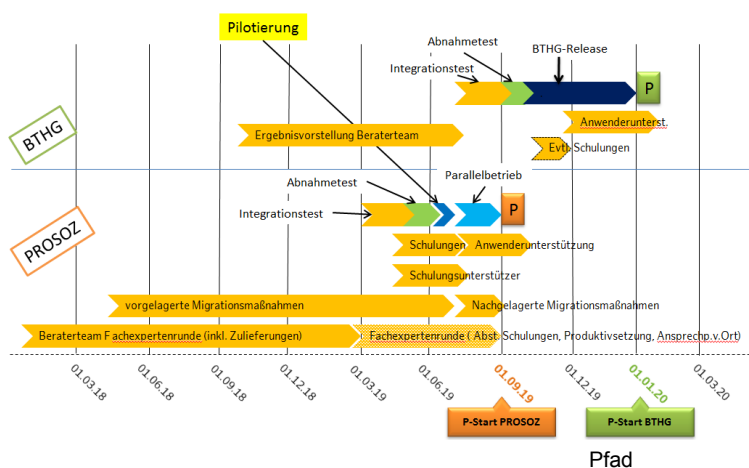 Pilotierung
Abnahmetest
BTHG-Release
Integrationstest
P
BTHG
Ergebnisvorstellung Beraterteam
Anwenderunterst.
Evtl. Schulungen
Abnahmetest
Parallelbetrieb
Integrationstest
P
PROSOZ
Schulungen
Anwenderunterstützung
Schulungsunterstützer
vorgelagerte Migrationsmaßnahmen
Nachgelagerte Migrationsmaßnahmen
Beraterteam Fachexpertenrunde (inkl. Zulieferungen)
Fachexpertenrunde ( Abst. Schulungen, Produktivsetzung, Ansprechp.v.Ort)
01.03.18
01.06.18
01.09.18
01.12.18
01.03.19
01.06.19
01.09.19
01.12.19
01.01.20
01.03.20
P-Start PROSOZ
P-Start BTHG
Pfad